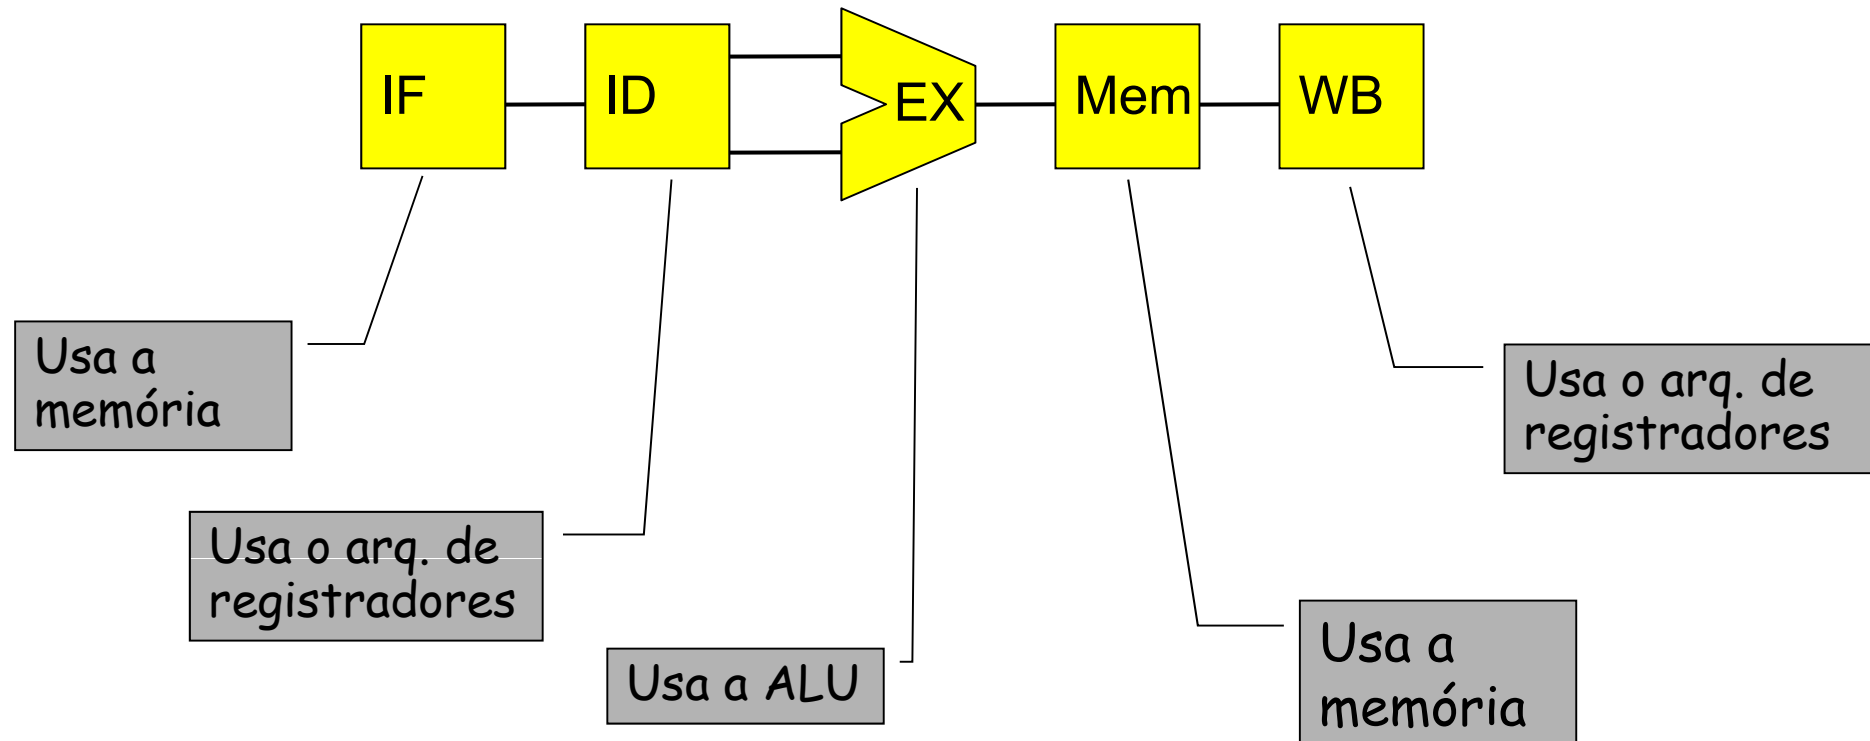 IF
ID
EX
Mem
WB
Usa a
memória
Usa o arq. de
registradores
Usa o arq. de
registradores
Usa a ALU
Usa a
memória